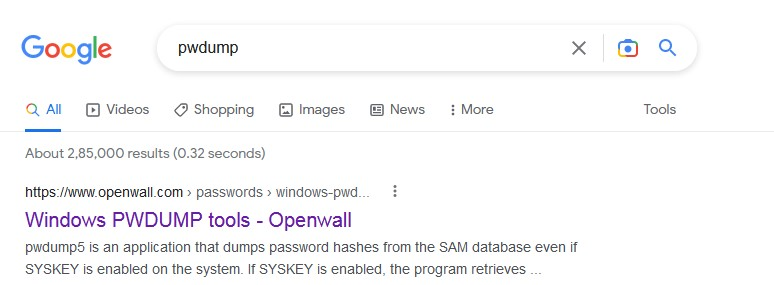 Google
pwdump
All Videos Shopping Images News More Tools
About 2,85,000 results (0.32 seconds)
https://www.openwall.com › passwords › windows-pwd...
Windows PWDUMP tools - Openwall
pwdump5 is an application that dumps password hashes from the SAM database even if
SYSKEY is enabled on the system. If SYSKEY is enabled, the program retrieves ...